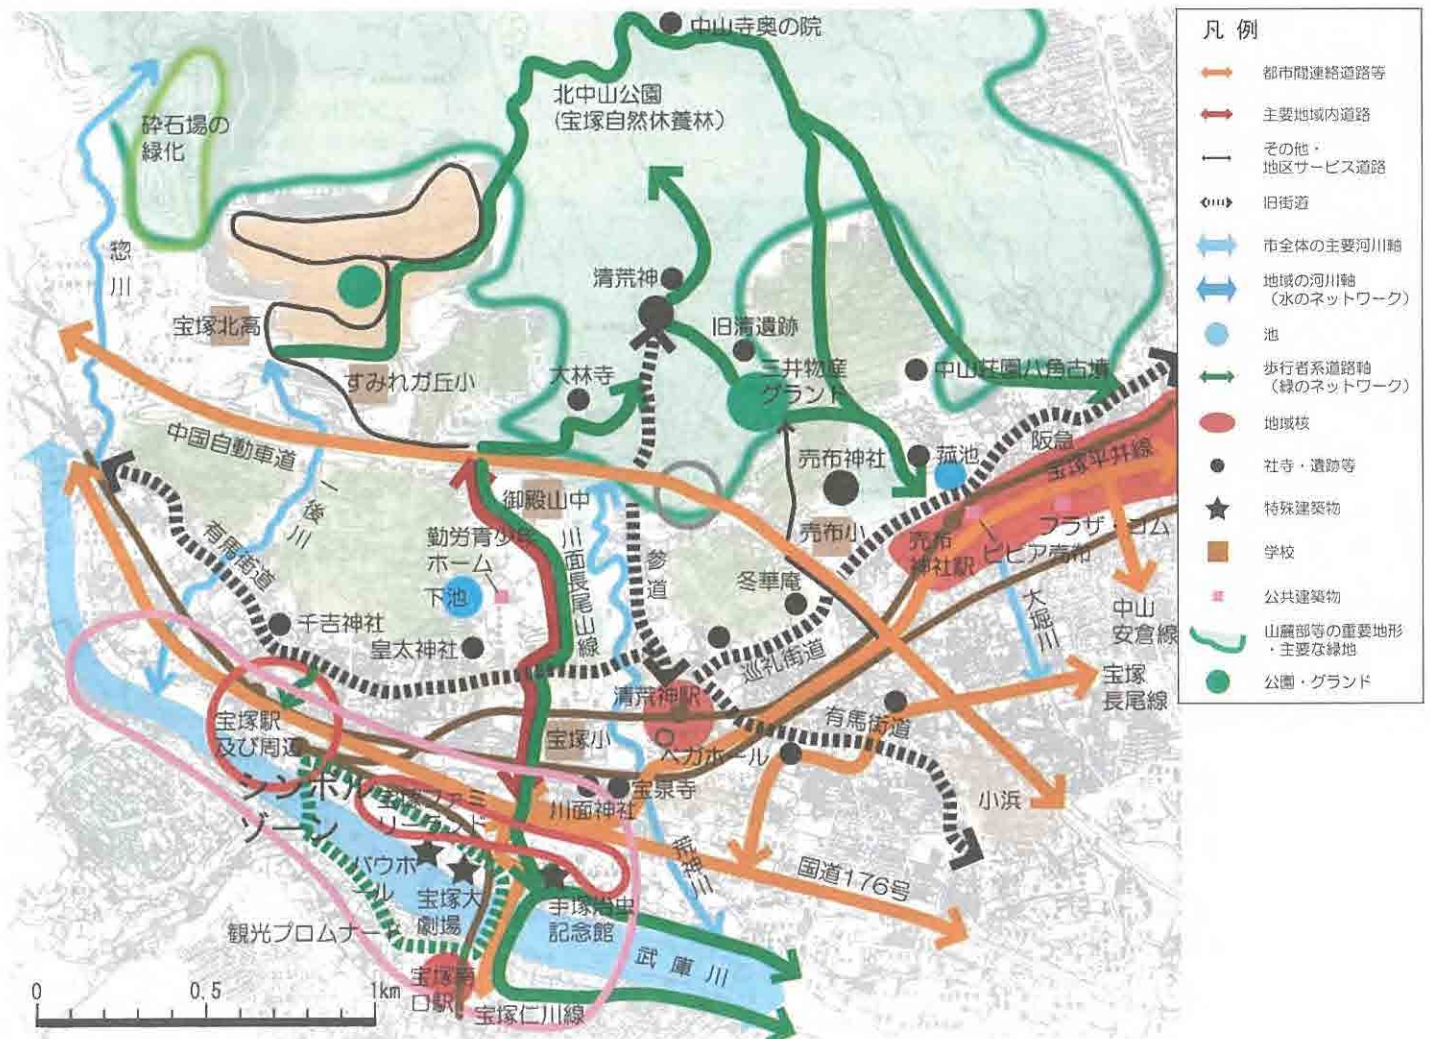 中山寺奥の院
北中山公園
(宝塚自然休養林)
砕石場の
緑化
惣
川
清荒神
宝塚北高
旧清遺跡
三井物産
グランド
中山荘園八角古墳
すみれガ丘小
大林寺
中国自動車道
阪急
宝塚平井線
売布神社
菰池
一後川
御殿山中
有馬街道
勤労青少年
ホーム
川面長尾山線
参道
売布小
売布
神社駅
ピピア売布
プラザ・コム
下池
冬華庵
大堀川
中山
安倉線
千吉神社
皇太神社
巡礼街道
宝塚
長尾線
清荒神駅
有馬街道
宝塚駅
及び周辺
宝塚小
ベガホール
シンボル
ゾーン
宝塚ファミ
リーランド
川面神社
宝泉寺
小浜
バウホ
ール
宝塚大
劇場
手塚治虫
記念館
荒神川
国道176号
観光プロムナード
武庫川
宝塚南
口駅
宝塚仁川線
0 0.5 1km
凡例
都市間連絡道路等
主要地域内道路
その他・
地区サービス道路
旧街道
市全体の主要河川軸
地域の河川軸
(水のネットワーク)
池
歩行者系道路軸
(緑のネットワーク)
地域核
社寺・遺跡等
特殊建築物
学校
公共建築物
山麓部等の重要地形
・主要な緑地
公園・グランド